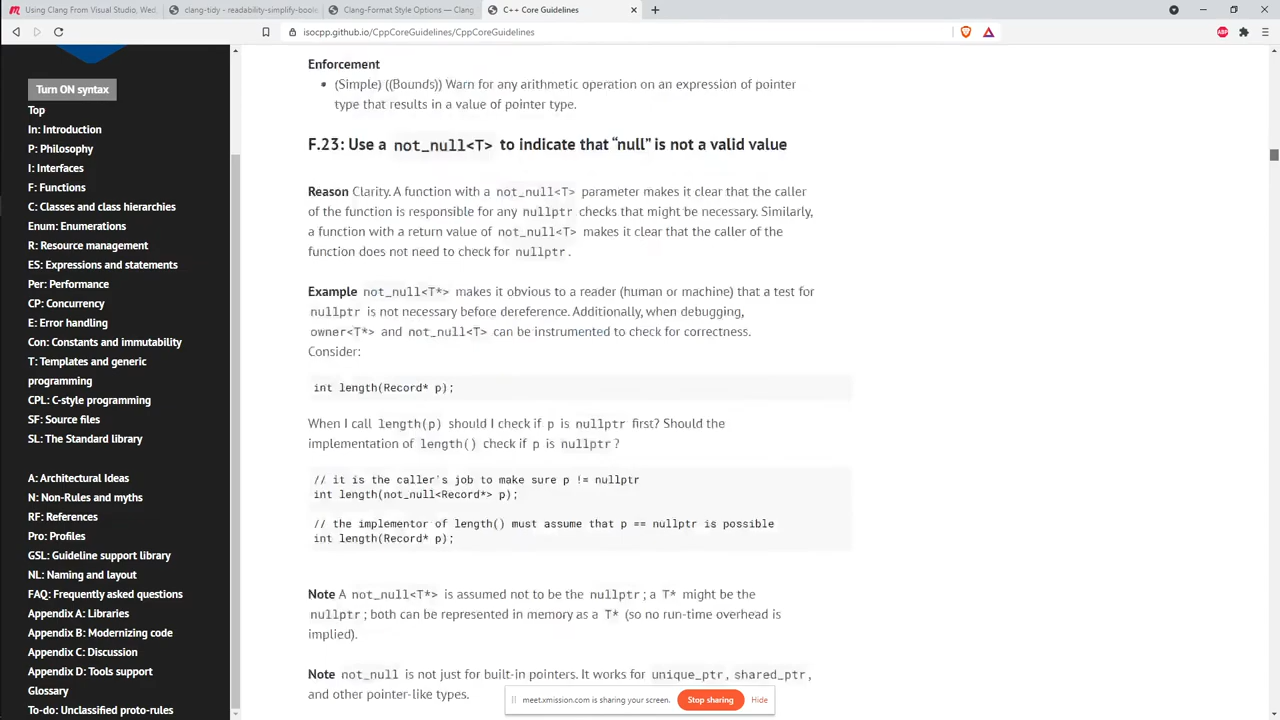 Using Clang From Visual Studio, Wed,
clang-tidy - readability-simplify-boole
Clang-Format Style Options — Clang
C++ Core Guidelines
isocpp.github.io/CppCoreGuidelines/CppCoreGuidelines
ABP
Turn ON syntax
Top
In: Introduction
P: Philosophy
I: Interfaces
F: Functions
C: Classes and class hierarchies
Enum: Enumerations
R: Resource management
ES: Expressions and statements
Per: Performance
CP: Concurrency
E: Error handling
Con: Constants and immutability
T: Templates and generic
programming
CPL: C-style programming
SF: Source files
SL: The Standard library
A: Architectural Ideas
N: Non-Rules and myths
RF: References
Pro: Profiles
GSL: Guideline support library
NL: Naming and layout
FAQ: Frequently asked questions
Appendix A: Libraries
Appendix B: Modernizing code
Appendix C: Discussion
Appendix D: Tools support
Glossary
To-do: Unclassified proto-rules
Enforcement
• (Simple) ((Bounds)) Warn for any arithmetic operation on an expression of pointer
type that results in a value of pointer type.
F.23: Use a not_null<T> to indicate that “null” is not a valid value
Reason Clarity. A function with a not_null<T> parameter makes it clear that the caller
of the function is responsible for any nullptr checks that might be necessary. Similarly,
a function with a return value of not_null<T> makes it clear that the caller of the
function does not need to check for nullptr.
Example not_null<T*> makes it obvious to a reader (human or machine) that a test for
nullptr is not necessary before dereference. Additionally, when debugging,
owner<T*> and not_null<T> can be instrumented to check for correctness.
Consider:
int length(Record* p);
When I call length(p) should I check if p is nullptr first? Should the
implementation of length() check if p is nullptr?
// it is the caller's job to make sure p != nullptr
int length(not_null<Record*> p);
// the implementor of length() must assume that p == nullptr is possible
int length(Record* p);
Note A not_null<T*> is assumed not to be the nullptr; a T* might be the
nullptr; both can be represented in memory as a T* (so no run-time overhead is
implied).
Note not_null is not just for built-in pointers. It works for unique_ptr, shared_ptr,
and other pointer-like types.
meet.xmission.com is sharing your screen.
Stop sharing
Hide